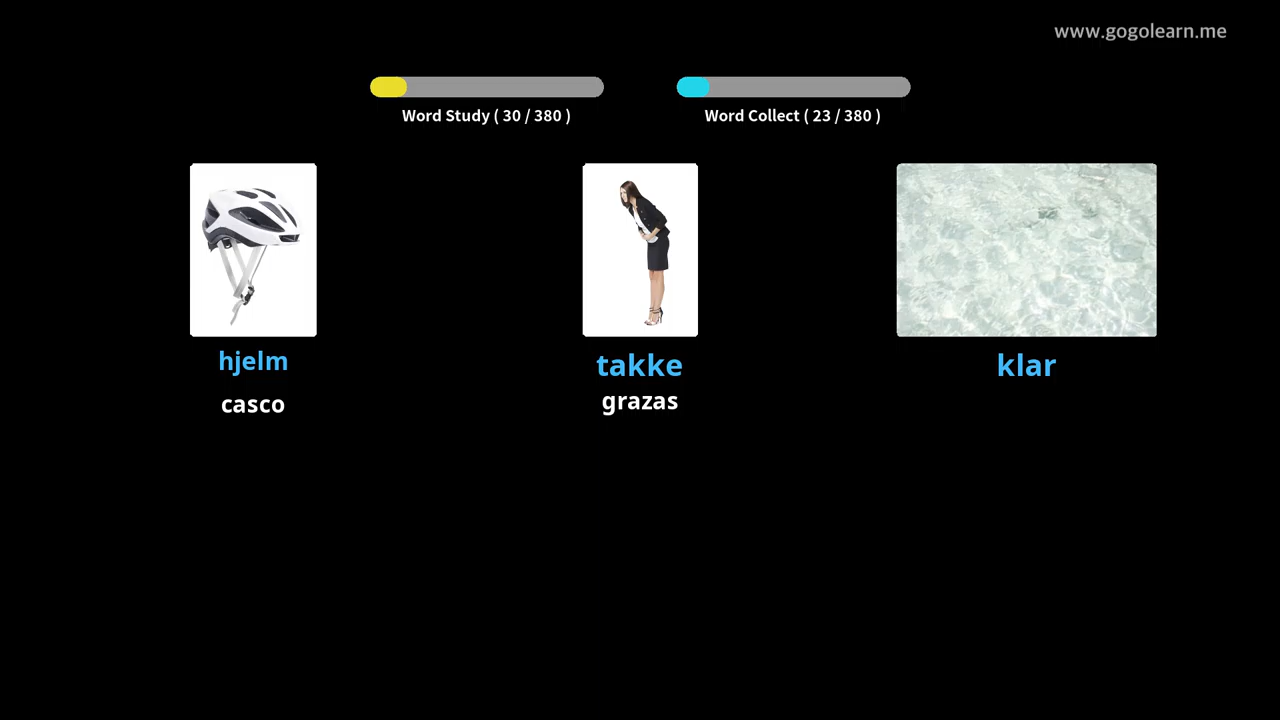 www.gogolearn.me
Word Study ( 30 / 380 )
Word Collect ( 23 / 380 )
hjelm
casco
takke
grazas
klar